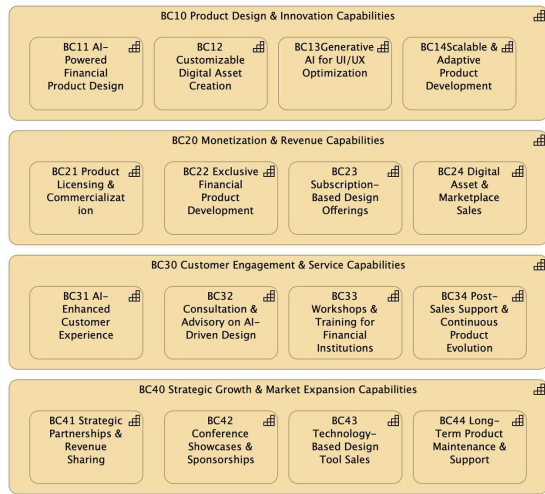 BC10 Product Design & Innovation Capabilities
BC11 AI-
Powered
Financial
Product Design
BC12
Customizable
Digital Asset
Creation
BC13Generative
AI for UI/UX
Optimization
BC14Scalable &
Adaptive
Product
Development
BC20 Monetization & Revenue Capabilities
BC21 Product
Licensing &
Commercializat
ion
BC22 Exclusive
Financial
Product
Development
BC23
Subscription-
Based Design
Offerings
BC24 Digital
Asset &
Marketplace
Sales
BC30 Customer Engagement & Service Capabilities
BC31 AI-
Enhanced
Customer
Experience
BC32
Consultation &
Advisory on AI-
Driven Design
BC33
Workshops &
Training for
Financial
Institutions
BC34 Post-
Sales Support &
Continuous
Product
Evolution
BC40 Strategic Growth & Market Expansion Capabilities
BC41 Strategic
Partnerships &
Revenue
Sharing
BC42
Conference
Showcases &
Sponsorships
BC43
Technology-
Based Design
Tool Sales
BC44 Long-
Term Product
Maintenance &
Support